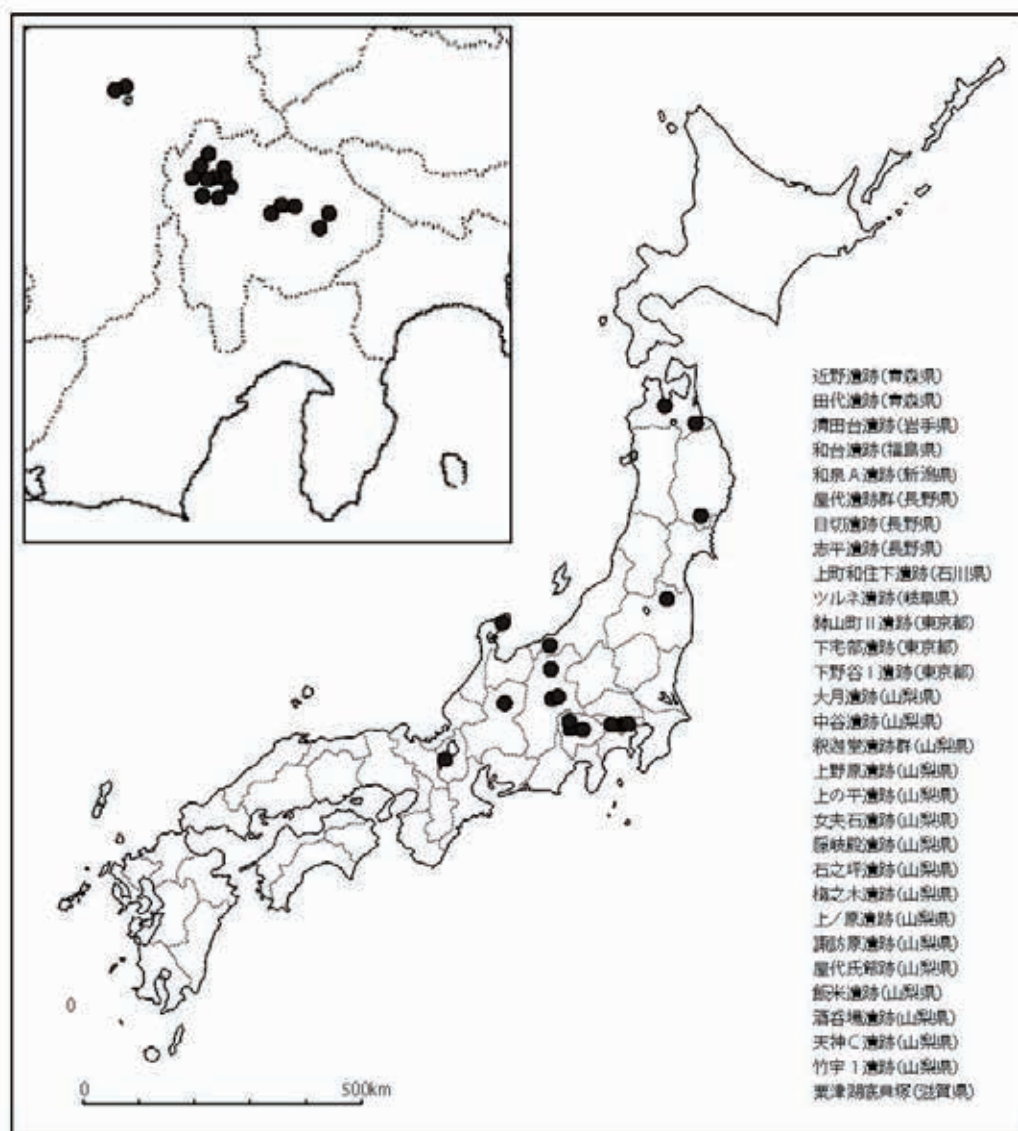 近野遺跡(青森県)
田代遺跡(青森県)
清田台遺跡(岩手県)
和台遺跡(福島県)
和泉A遺跡(新潟県)
屋代遺跡群(長野県)
目切遺跡(長野県)
志平遺跡(長野県)
上町和住下遺跡(石川県)
ツルネ遺跡(岐阜県)
鉢山町Ⅱ遺跡(東京都)
下宅部遺跡(東京都)
下野谷Ⅰ遺跡(東京都)
大月遺跡(山梨県)
中谷遺跡(山梨県)
釈迦堂遺跡群(山梨県)
上野原遺跡(山梨県)
上の平遺跡(山梨県)
女夫石遺跡(山梨県)
隠岐殿遺跡(山梨県)
石之坪遺跡(山梨県)
梅之木遺跡(山梨県)
上ノ原遺跡(山梨県)
諏訪原遺跡(山梨県)
屋代氏館跡(山梨県)
飯米遺跡(山梨県)
酒呑場遺跡(山梨県)
天神C遺跡(山梨県)
竹宇1遺跡(山梨県)
粟津湖底貝塚(滋賀県)
0
0 500km